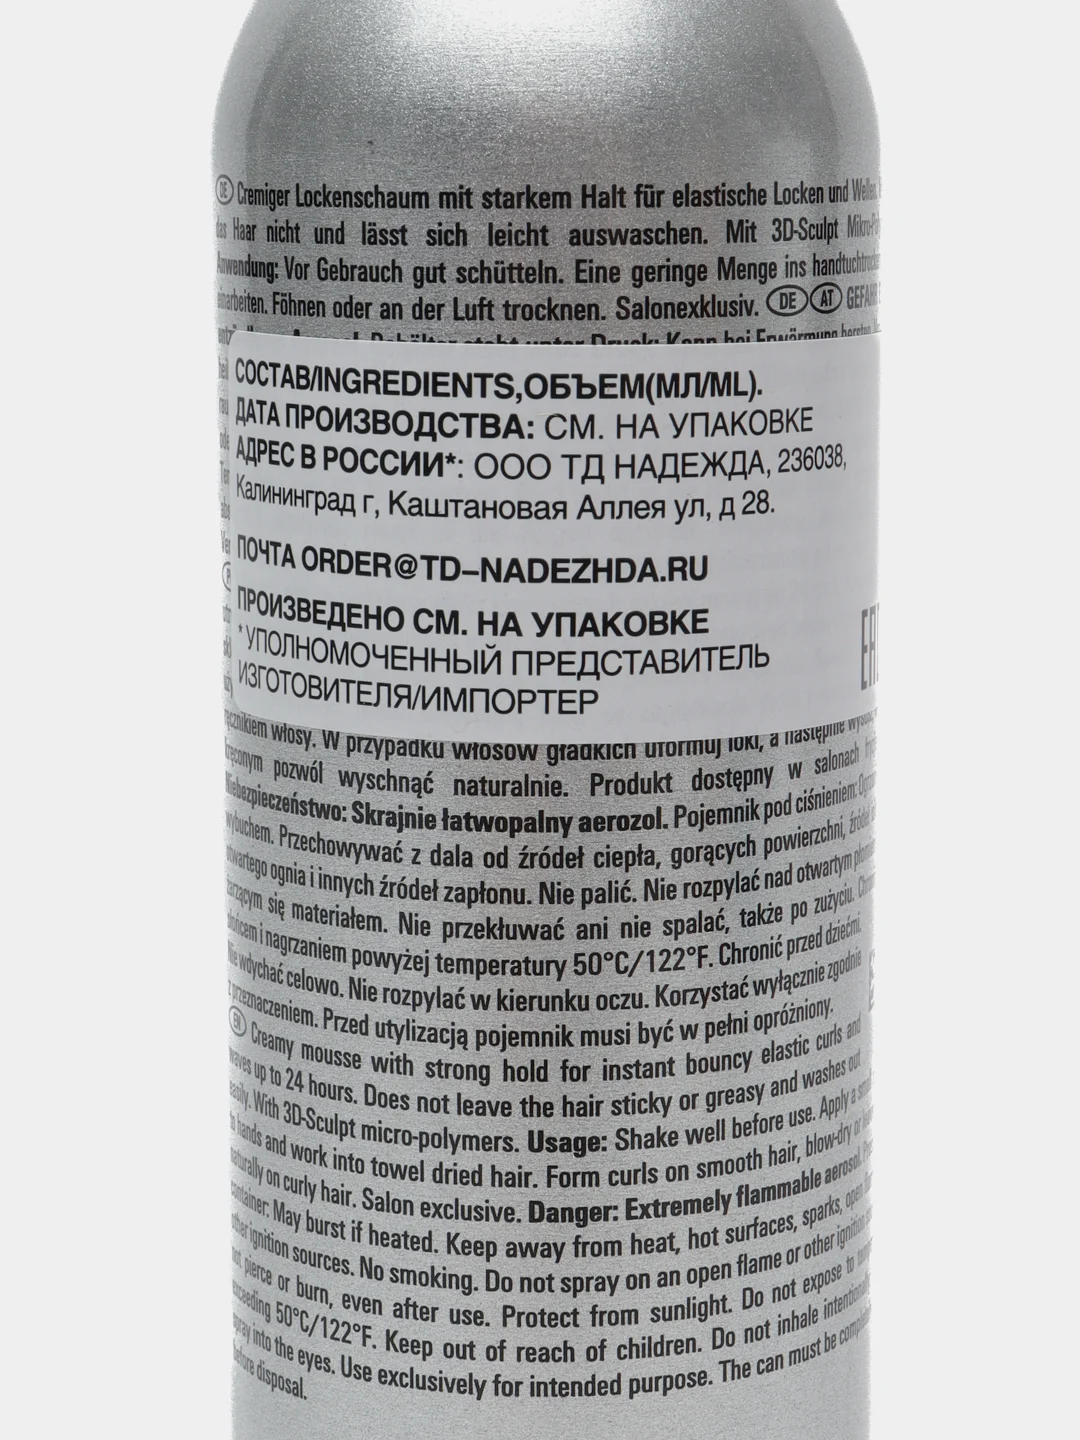 DE Cremiger Lockenschaum mit starkem Halt für elastische Locken und
das Haar nicht und lässt sich leicht auswaschen. Mit 3D-Sculpt
Anwendung: Vor Gebrauch gut schütteln. Eine geringe Menge ins
einarbeiten. Föhnen oder an der Luft trocknen. Salonexklusiv. DE AT GEFAHR
СОСТАВ/INGREDIENTS,ОБЪЕМ(МЛ/ML).
ДАТА ПРОИЗВОДСТВА: СМ. НА УПАКОВКЕ
АДРЕС В РОССИИ*: ООО ТД НАДЕЖДА, 236038,
Калининград г, Каштановая Аллея ул, д 28.
ПОЧТА ORDER@TD–NADEZHDA.RU
ПРОИЗВЕДЕНО СМ. НА УПАКОВКЕ
*УПОЛНОМОЧЕННЫЙ ПРЕДСТАВИТЕЛЬ
ИЗГОТОВИТЕЛЯ/ИМПОРТЕР
włosy. W przypadku włosów gładkich uformuj loki, a następnie
kręconym pozwól wyschnąć naturalnie. Produkt dostępny w salonach
Niebezpieczeństwo: Skrajnie łatwopalny aerozol. Pojemnik pod ciśnieniem:
wybuchem. Przechowywać z dala od źródeł ciepła, gorących powierzchni, źródeł
otwartego ognia i innych źródeł zapłonu. Nie palić. Nie rozpylać nad otwartym
żarzącym się materiałem. Nie przekłuwać ani nie spalać, także po zużyciu.
słońcem i nagrzaniem powyżej temperatury 50°C/122°F. Chronić przed dziećmi.
Nie wdychać celowo. Nie rozpylać w kierunku oczu. Korzystać wyłącznie zgodnie
z przeznaczeniem. Przed utylizacją pojemnik musi być w pełni opróżniony.
EN Creamy mousse with strong hold for instant bouncy elastic curls and
waves up to 24 hours. Does not leave the hair sticky or greasy and washes out
easily. With 3D-Sculpt micro-polymers. Usage: Shake well before use. Apply a
to hands and work into towel dried hair. Form curls on smooth hair, blow-dry or
naturally on curly hair. Salon exclusive. Danger: Extremely flammable aerosol.
container: May burst if heated. Keep away from heat, hot surfaces, sparks, open
other ignition sources. No smoking. Do not spray on an open flame or other ignition
not pierce or burn, even after use. Protect from sunlight. Do not expose to
exceeding 50°C/122°F. Keep out of reach of children. Do not inhale intentionally
spray into the eyes. Use exclusively for intended purpose. The can must be
before disposal.